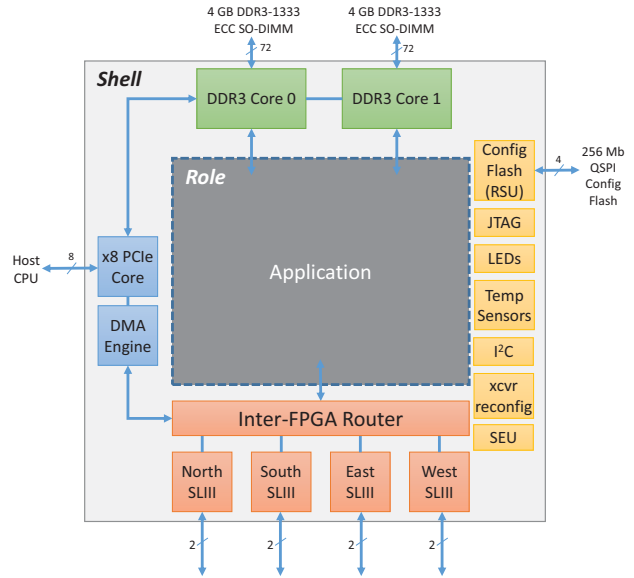 4 GB DDR3-1333
ECC SO-DIMM
4 GB DDR3-1333
ECC SO-DIMM
72
72
Shell
DDR3 Core 0
DDR3 Core 1
Role
Config
Flash
(RSU)
4
256 Mb
QSPI
Config
Flash
JTAG
LEDs
Host
CPU
8
x8 PCIe
Core
Application
Temp
Sensors
DMA
Engine
I²C
xcvr
reconfig
Inter-FPGA Router
SEU
North
SLIII
South
SLIII
East
SLIII
West
SLIII
2
2
2
2